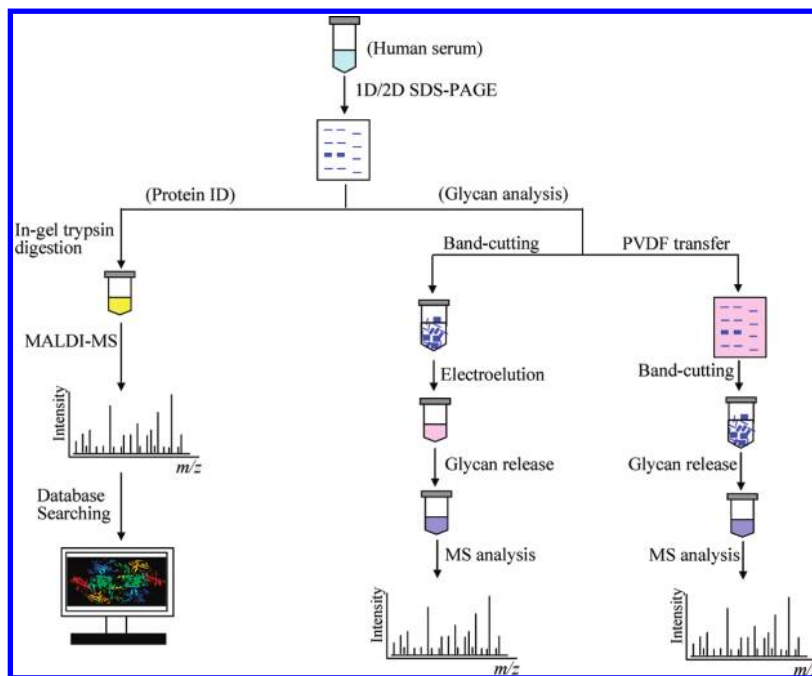 (Human serum)
1D/2D SDS-PAGE
(Protein ID)
(Glycan analysis)
In-gel trypsin
digestion
Band-cutting
PVDF transfer
MALDI-MS
Electroelution
Band-cutting
Intensity
m/z
Glycan release
Glycan release
Database
Searching
MS analysis
MS analysis
Intensity
m/z
Intensity
m/z